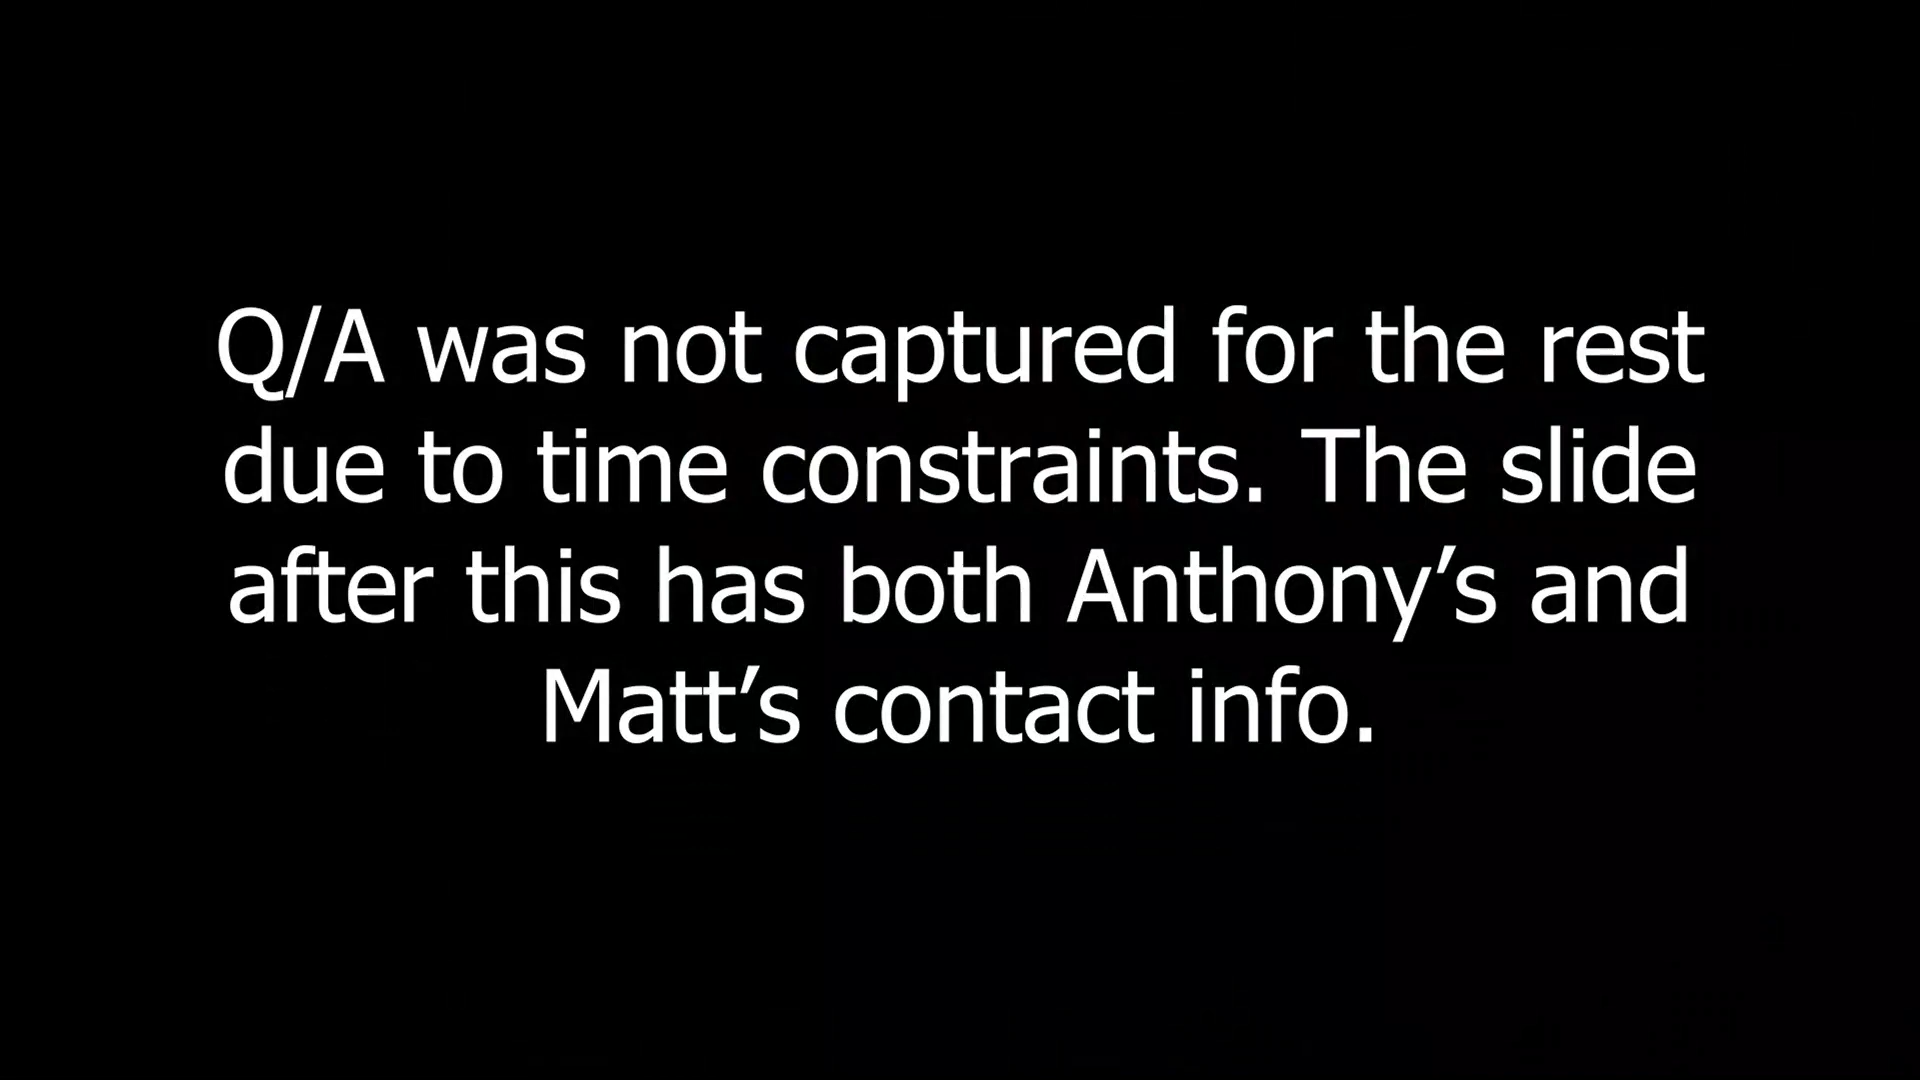 Q/A was not captured for the rest
due to time constraints. The slide
after this has both Anthony’s and
Matt’s contact info.